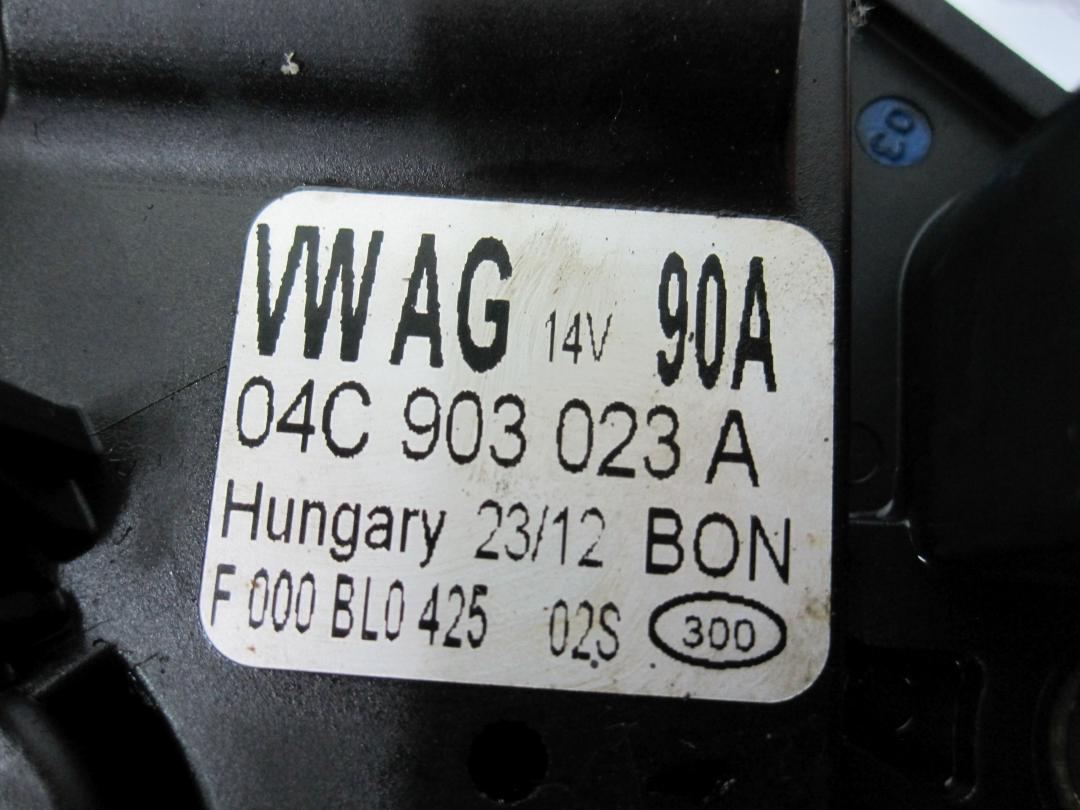 03
VW AG 14V 90A
04C 903 023 A
Hungary 23/12 BON
F 000 BL0 425 02S 300